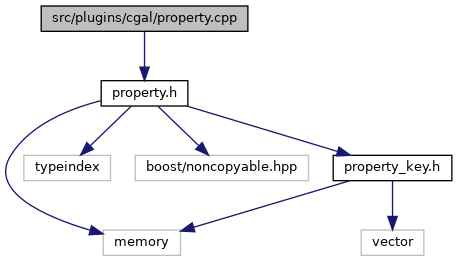 src/plugins/cgal/property.cpp
property.h
typeindex
boost/noncopyable.hpp
property_key.h
memory
vector